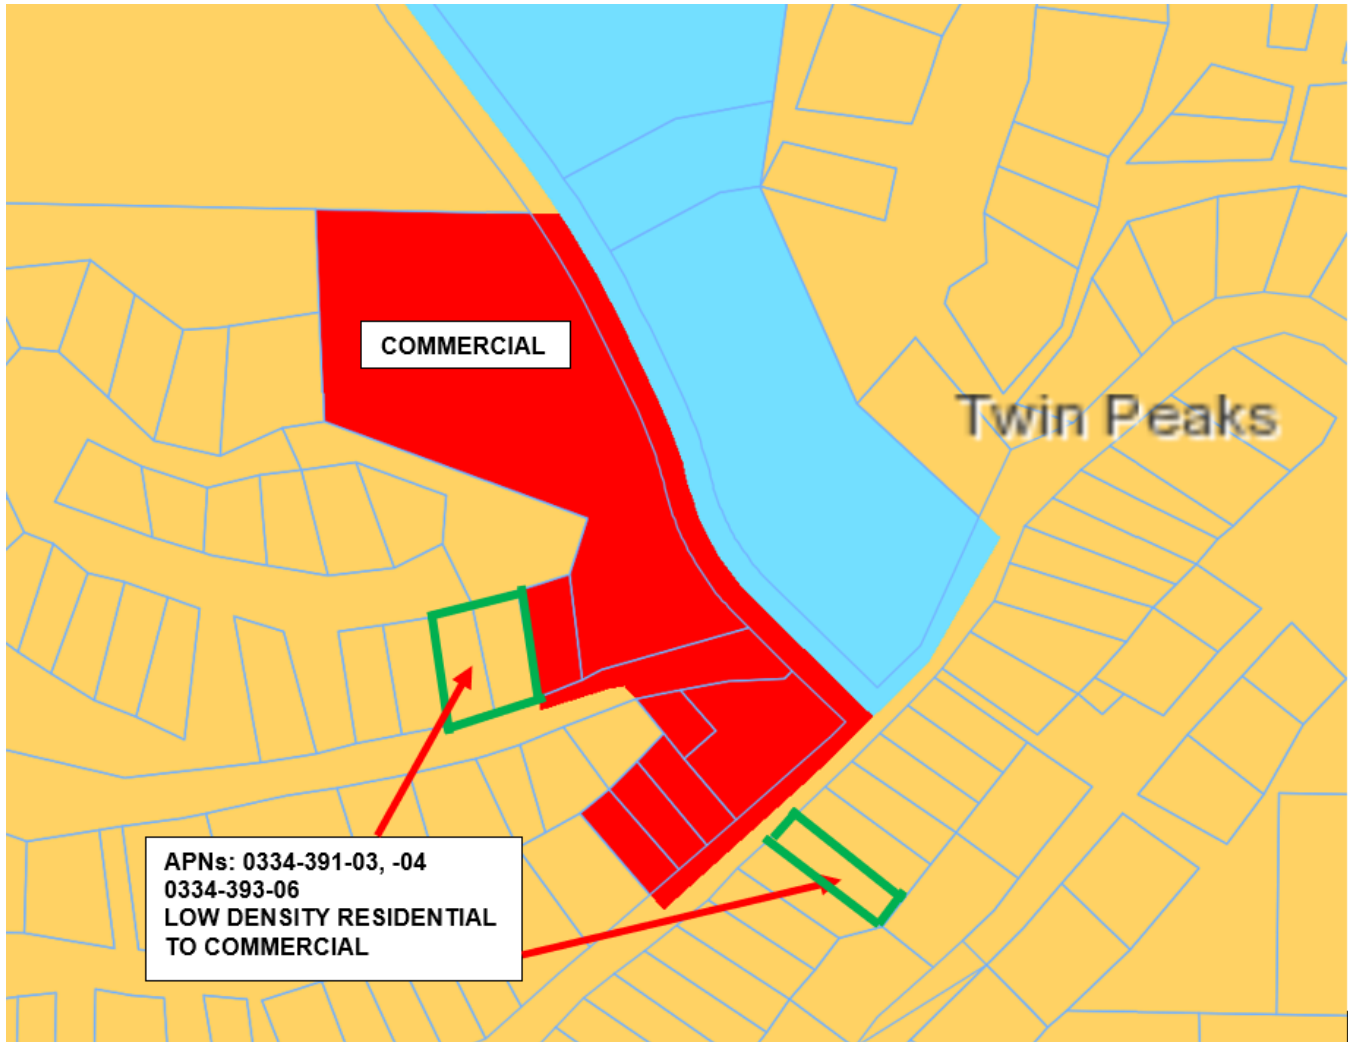 COMMERCIAL
Twin Peaks
APNs: 0334-391-03, -04
0334-393-06
LOW DENSITY RESIDENTIAL
TO COMMERCIAL